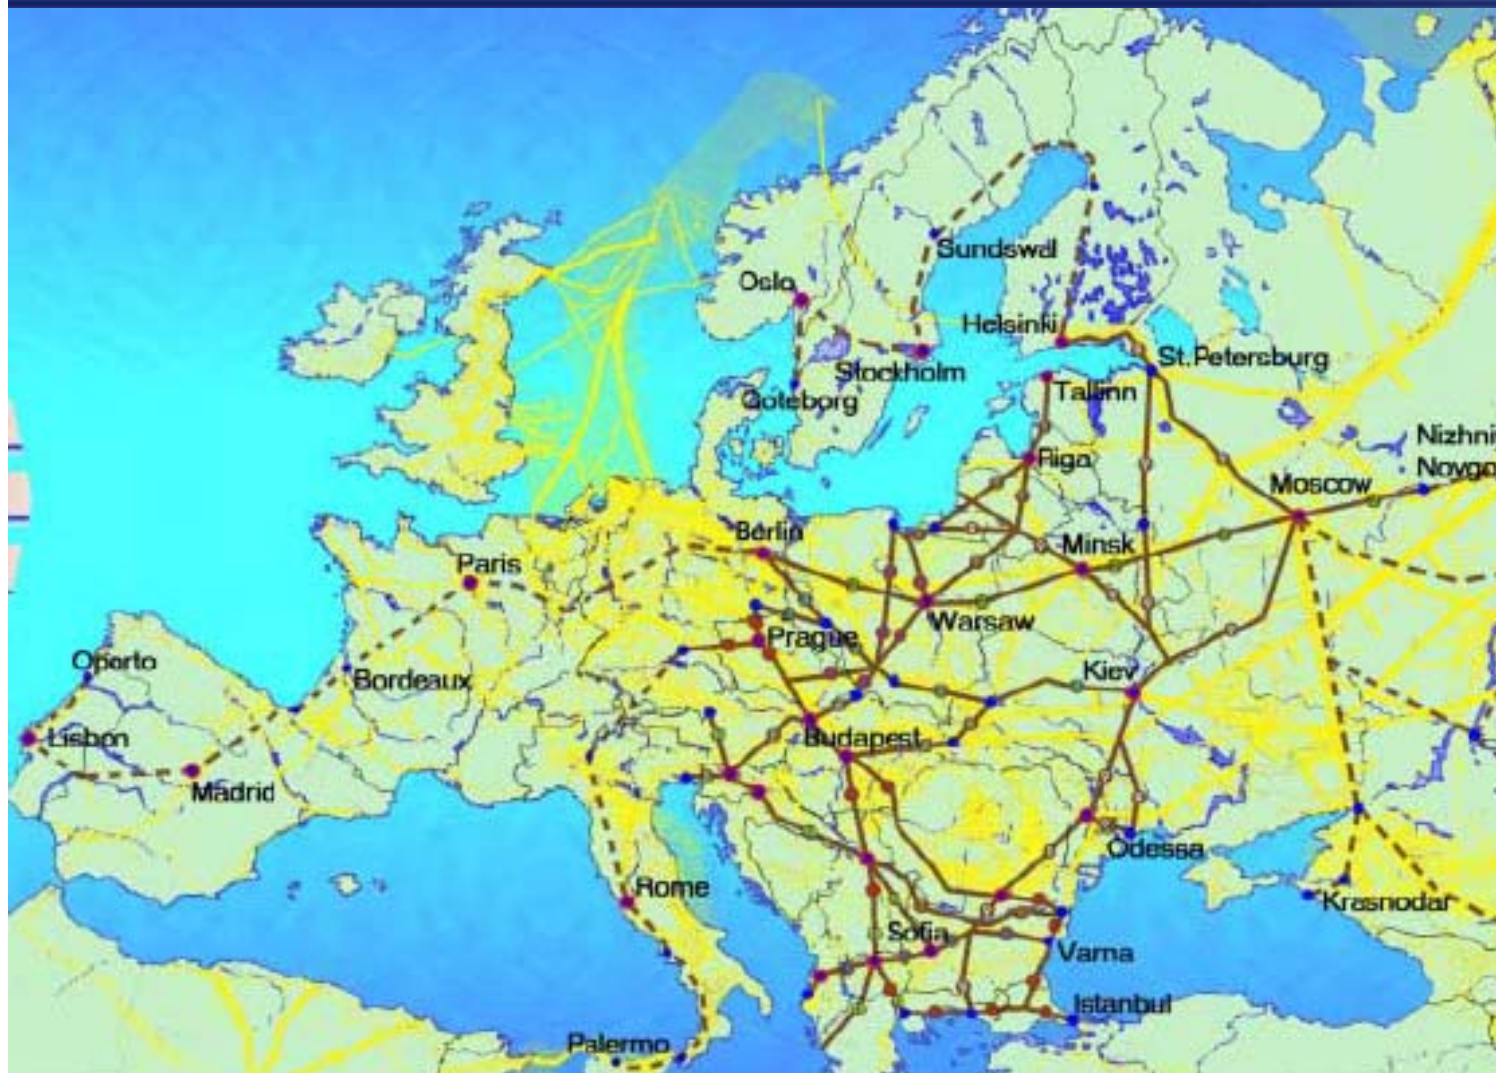 Sundswal
Oslo
Helsinki
St.Petersburg
Stockholm
Tallinn
Göteborg
Riga
Nizhni
Novgo
Moscow
Berlin
Minsk
Paris
Warsaw
Prague
Oporto
Kiev
Bordeaux
Lisbon
Budapest
Madrid
Odessa
Rome
Krasnodar
Sofia
Varna
Istanbul
Palermo